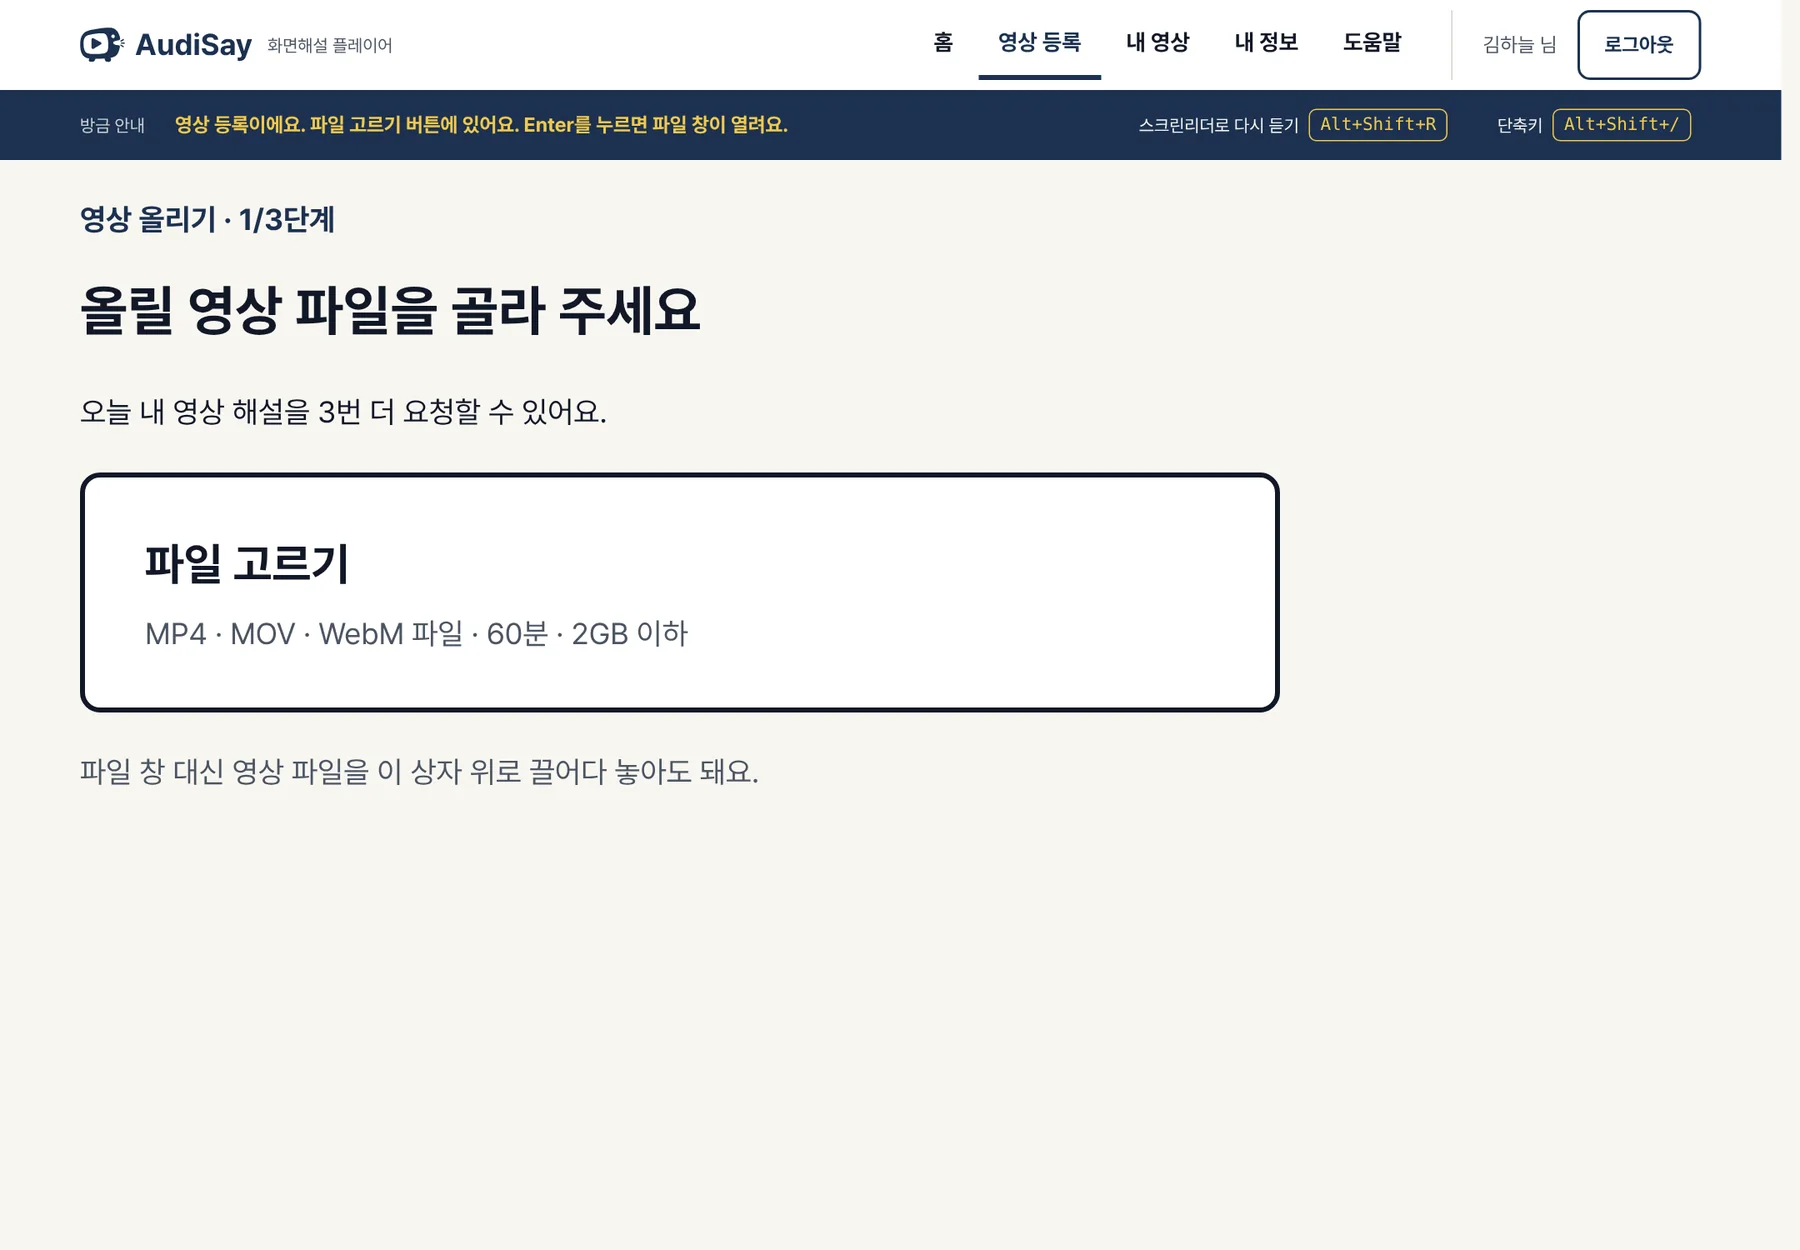 AudiSay 화면해설 플레이어
홈 영상 등록 내 영상 내 정보 도움말 김하늘 님 로그아웃
방금 안내 영상 등록이에요. 파일 고르기 버튼에 있어요. Enter를 누르면 파일 창이 열려요. 스크린리더로 다시 듣기 Alt+Shift+R 단축키 Alt+Shift+/
영상 올리기 · 1/3단계
올릴 영상 파일을 골라 주세요
오늘 내 영상 해설을 3번 더 요청할 수 있어요.
파일 고르기
MP4 · MOV · WebM 파일 · 60분 · 2GB 이하
파일 창 대신 영상 파일을 이 상자 위로 끌어다 놓아도 돼요.